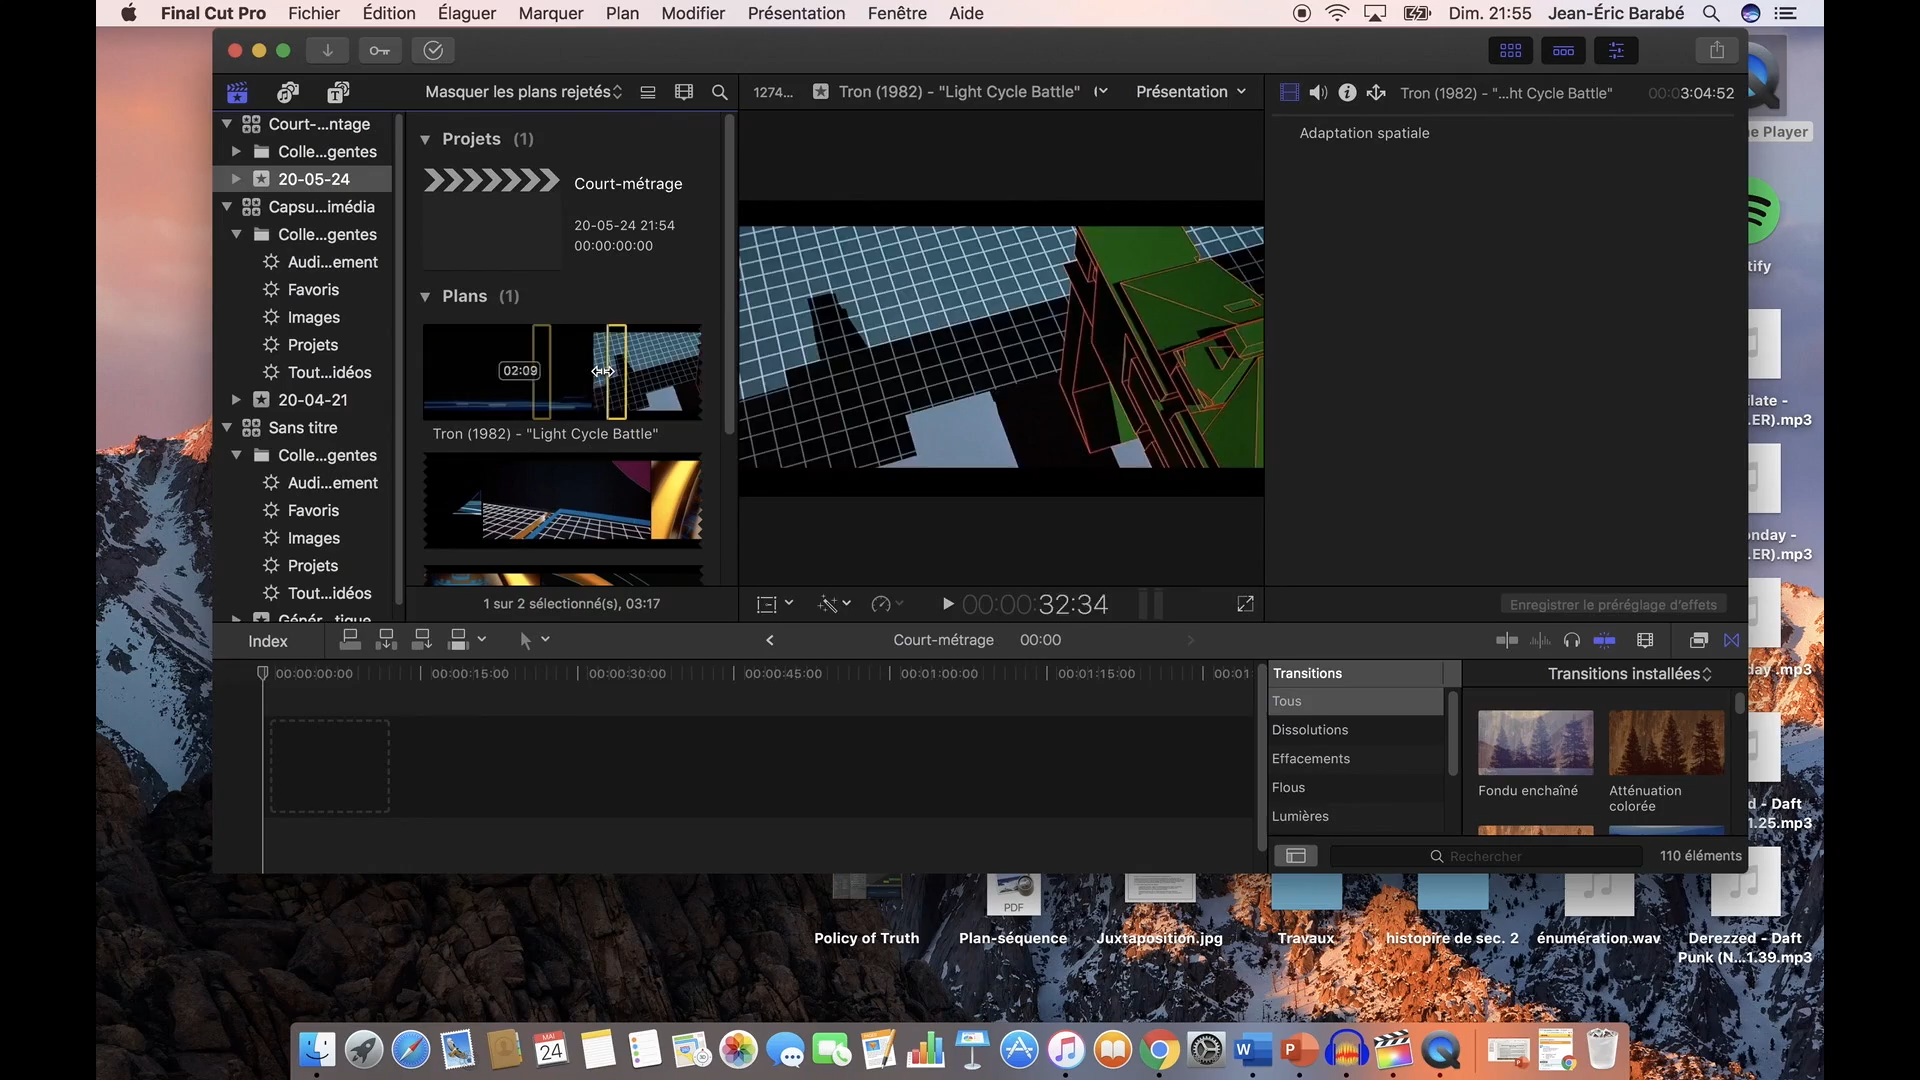 Final Cut Pro Fichier Édition Élaguer Marquer Plan Modifier Présentation Fenêtre Aide Dim. 21:55 Jean-Éric Barabé
Masquer les plans rejetés 1274... Tron (1982) - "Light Cycle Battle" Présentation Tron (1982) - "...ht Cycle Battle" 00:03:04:52
Court-...ntage
Colle...gentes
20-05-24
Capsu...imédia
Colle...gentes
Audi...ement
Favoris
Images
Projets
Tout...idéos
20-04-21
Sans titre
Colle...gentes
Audi...ement
Favoris
Images
Projets
Tout...idéos
Génér...tique
Projets (1)
Court-métrage
20-05-24 21:54
00:00:00:00
Plans (1)
02:09
Tron (1982) - "Light Cycle Battle"
1 sur 2 sélectionné(s), 03:17
00:00:32:34
Adaptation spatiale
Enregistrer le préréglage d'effets
Index
Court-métrage 00:00
00:00:00:00 00:00:15:00 00:00:30:00 00:00:45:00 00:01:00:00 00:01:15:00 00:01:
Transitions
Tous
Dissolutions
Effacements
Flous
Lumières
Transitions installées
Fondu enchaîné
Atténuation
colorée
Rechercher
110 éléments
e Player
tify
ilate -
.ER).mp3
onday -
.ER).mp3
day .mp3
d - Daft
1.25.mp3
PDF
Policy of Truth
Plan-séquence
Juxtaposition.jpg
Travaux
histopire de sec. 2
énumération.wav
Derezzed - Daft
Punk (N...1.39.mp3
MAI
24